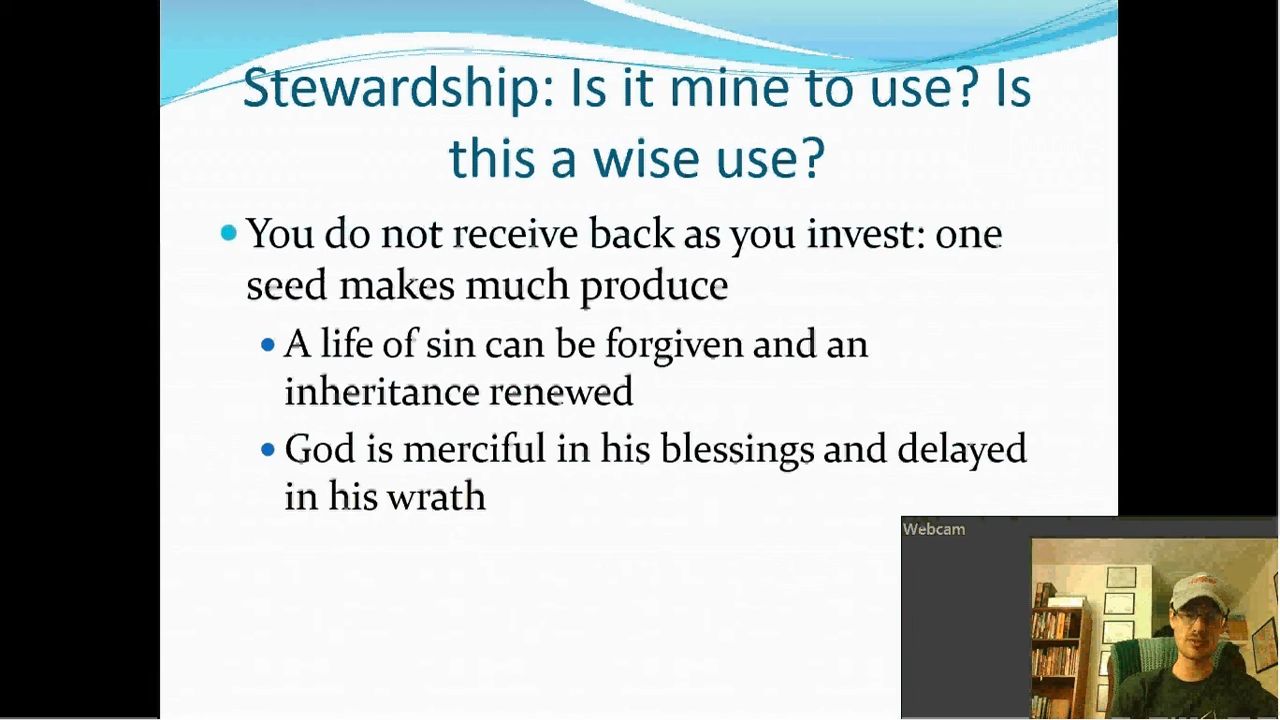 Stewardship: Is it mine to use? Is
this a wise use?
You do not receive back as you invest: one
seed makes much produce
A life of sin can be forgiven and an
inheritance renewed
God is merciful in his blessings and delayed
in his wrath
Webcam